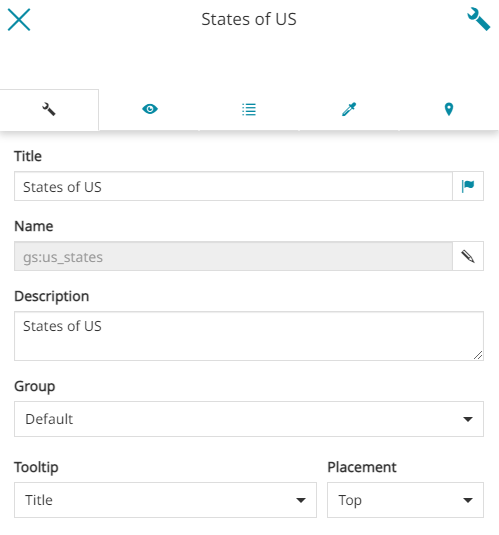 States of US
Title
States of US
Name
gs:us_states
Description
States of US
Group
Default
Tooltip
Placement
Title
Top